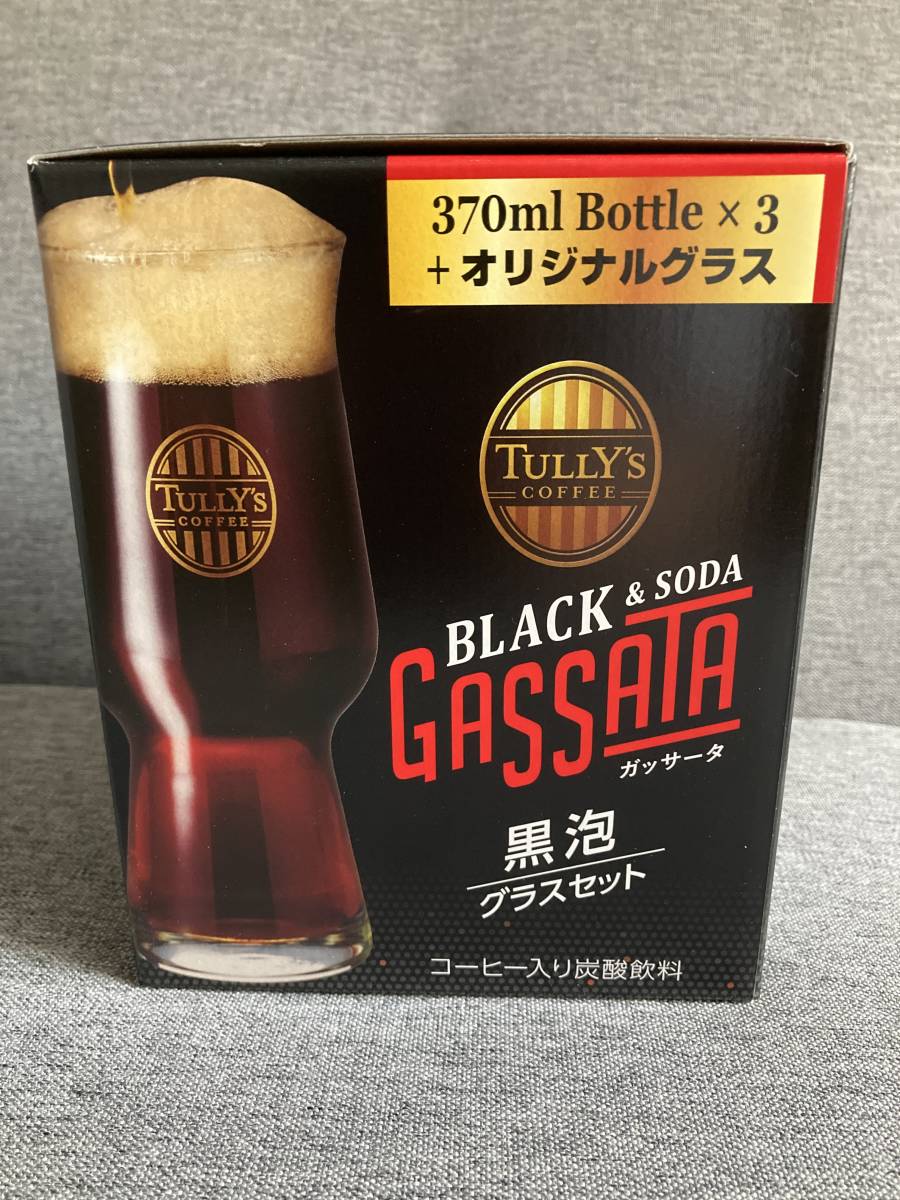 370ml Bottle × 3
+ オリジナルグラス
TULLY'S
COFFEE
TULLY'S
COFFEE
BLACK & SODA
GASSATA
ガッサータ
黒泡
グラスセット
コーヒー入り炭酸飲料